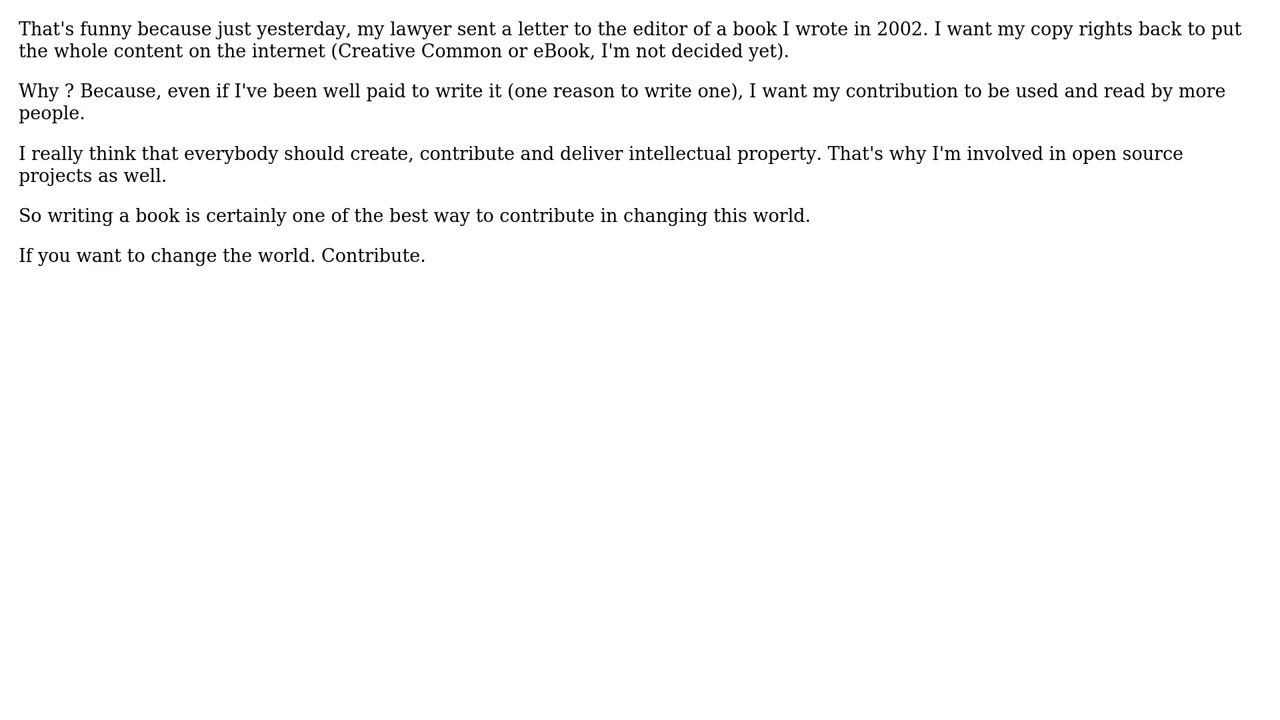 That's funny because just yesterday, my lawyer sent a letter to the editor of a book I wrote in 2002. I want my copy rights back to put
the whole content on the internet (Creative Common or eBook, I'm not decided yet).
Why ? Because, even if I've been well paid to write it (one reason to write one), I want my contribution to be used and read by more
people.
I really think that everybody should create, contribute and deliver intellectual property. That's why I'm involved in open source
projects as well.
So writing a book is certainly one of the best way to contribute in changing this world.
If you want to change the world. Contribute.